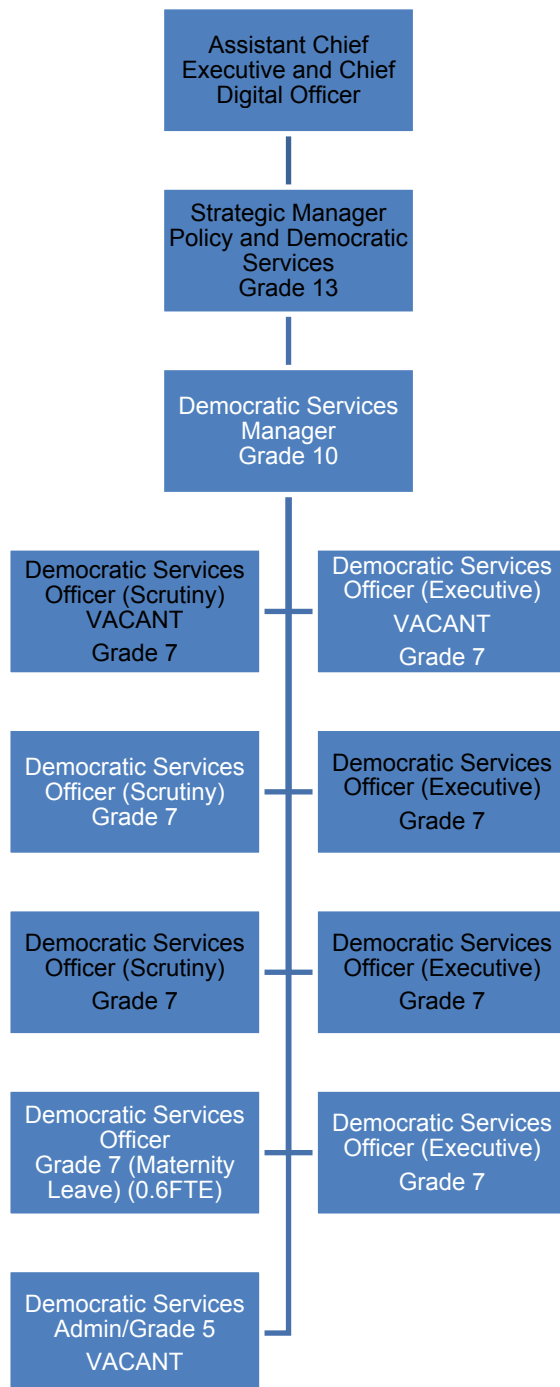 Assistant Chief
Executive and Chief
Digital Officer
Strategic Manager
Policy and Democratic
Services
Grade 13
Democratic Services
Manager
Grade 10
Democratic Services
Officer (Scrutiny)
VACANT
Grade 7
Democratic Services
Officer (Executive)
VACANT
Grade 7
Democratic Services
Officer (Scrutiny)
Grade 7
Democratic Services
Officer (Executive)
Grade 7
Democratic Services
Officer (Scrutiny)
Grade 7
Democratic Services
Officer (Executive)
Grade 7
Democratic Services
Officer
Grade 7 (Maternity
Leave) (0.6FTE)
Democratic Services
Officer (Executive)
Grade 7
Democratic Services
Admin/Grade 5
VACANT